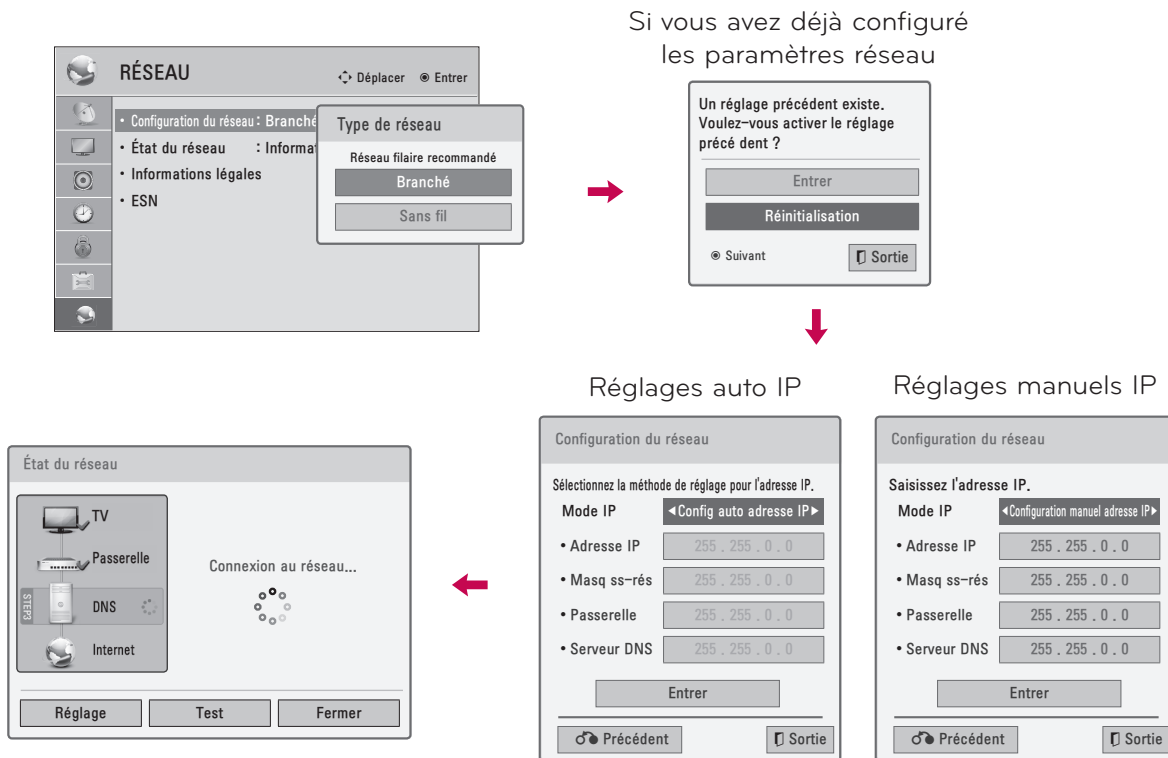 Si vous avez déjà configuré
les paramètres réseau
RÉSEAU
Déplacer
Entrer
• Configuration du réseau : Branché
• État du réseau : Informa
• Informations légales
• ESN
Type de réseau
Réseau filaire recommandé
Branché
Sans fil
Un réglage précédent existe.
Voulez-vous activer le réglage
précé dent ?
Entrer
Réinitialisation
Suivant
Sortie
Réglages auto IP
Configuration du réseau
Sélectionnez la méthode de réglage pour l'adresse IP.
Mode IP ◄Config auto adresse IP►
• Adresse IP 255 . 255 . 0 . 0
• Masq ss-rés 255 . 255 . 0 . 0
• Passerelle 255 . 255 . 0 . 0
• Serveur DNS 255 . 255 . 0 . 0
Entrer
Précédent
Sortie
Réglages manuels IP
Configuration du réseau
Saisissez l'adresse IP.
Mode IP ◄Configuration manuel adresse IP►
• Adresse IP 255 . 255 . 0 . 0
• Masq ss-rés 255 . 255 . 0 . 0
• Passerelle 255 . 255 . 0 . 0
• Serveur DNS 255 . 255 . 0 . 0
Entrer
Précédent
Sortie
État du réseau
TV
Passerelle
STEP3
DNS
Internet
Connexion au réseau...
Réglage
Test
Fermer